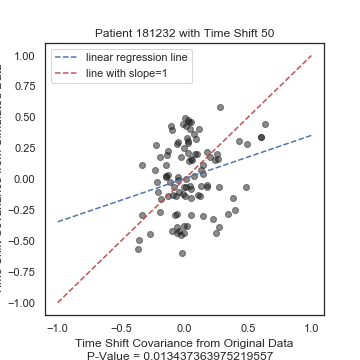 Patient 181232 with Time Shift 50
linear regression line
line with slope=1
1.00
0.75
0.50
0.25
0.00
−0.25
−0.50
−0.75
−1.00
−1.0
−0.5
0.0
0.5
1.0
Time Shift Covariance from Original Data
P-Value = 0.013437363975219557